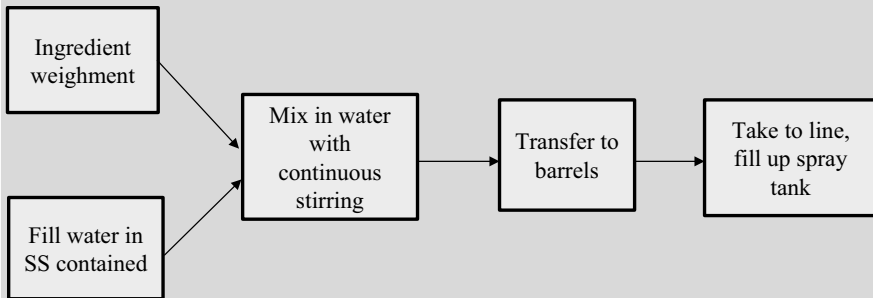 Ingredient
weighment
Fill water in
SS contained
Mix in water
with
continuous
stirring
Transfer to
barrels
Take to line,
fill up spray
tank